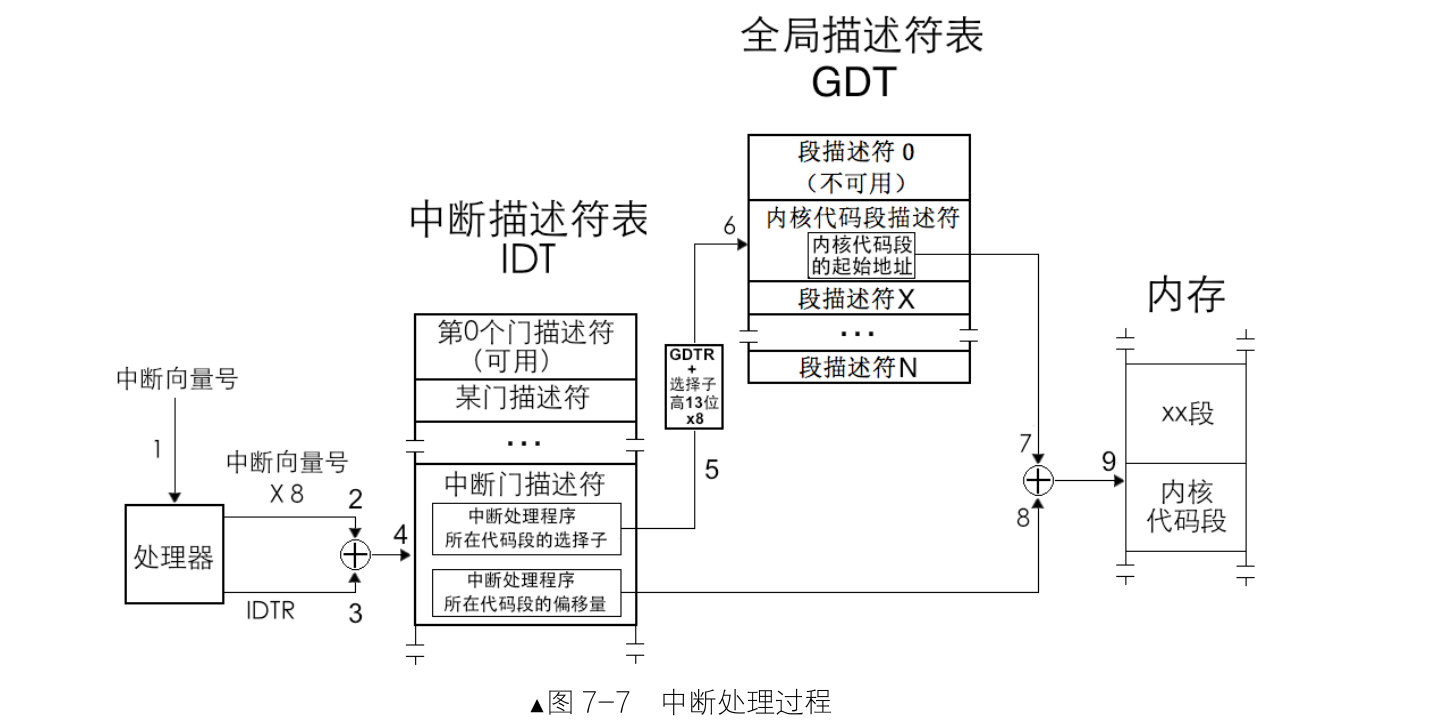 全局描述符表
GDT
段描述符 0
（不可用）
内核代码段描述符
内核代码段
的起始地址
段描述符X
...
段描述符N
6
中断描述符表
IDT
第0个门描述符
（可用）
某门描述符
...
中断门描述符
中断处理程序
所在代码段的选择子
中断处理程序
所在代码段的偏移量
GDTR
+
选择子
高13位
x8
5
中断向量号
1
中断向量号
X 8
2
处理器
4
IDTR
3
内存
xx段
内核
代码段
7
8
9
▲图 7-7 中断处理过程